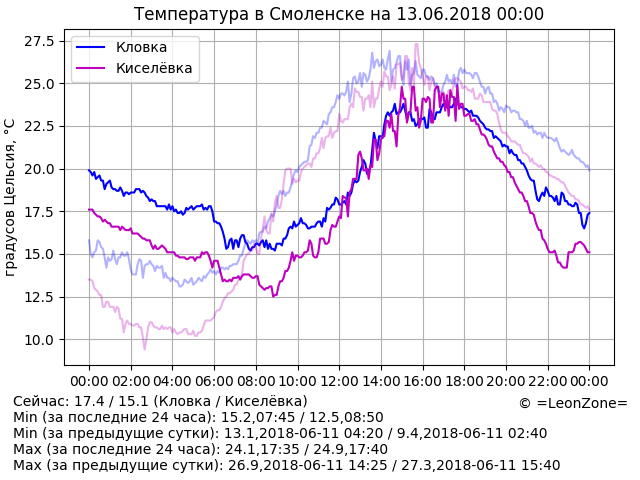 Температура в Смоленске на 13.06.2018 00:00
27.5
25.0
22.5
20.0
17.5
15.0
12.5
10.0
градусов Цельсия, °C
Кловка
Киселёвка
00:00 02:00 04:00 06:00 08:00 10:00 12:00 14:00 16:00 18:00 20:00 22:00 00:00
Сейчас: 17.4 / 15.1 (Кловка / Киселёвка)
© =LeonZone=
Min (за последние 24 часа): 15.2,07:45 / 12.5,08:50
Min (за предыдущие сутки): 13.1,2018-06-11 04:20 / 9.4,2018-06-11 02:40
Max (за последние 24 часа): 24.1,17:35 / 24.9,17:40
Max (за предыдущие сутки): 26.9,2018-06-11 14:25 / 27.3,2018-06-11 15:40